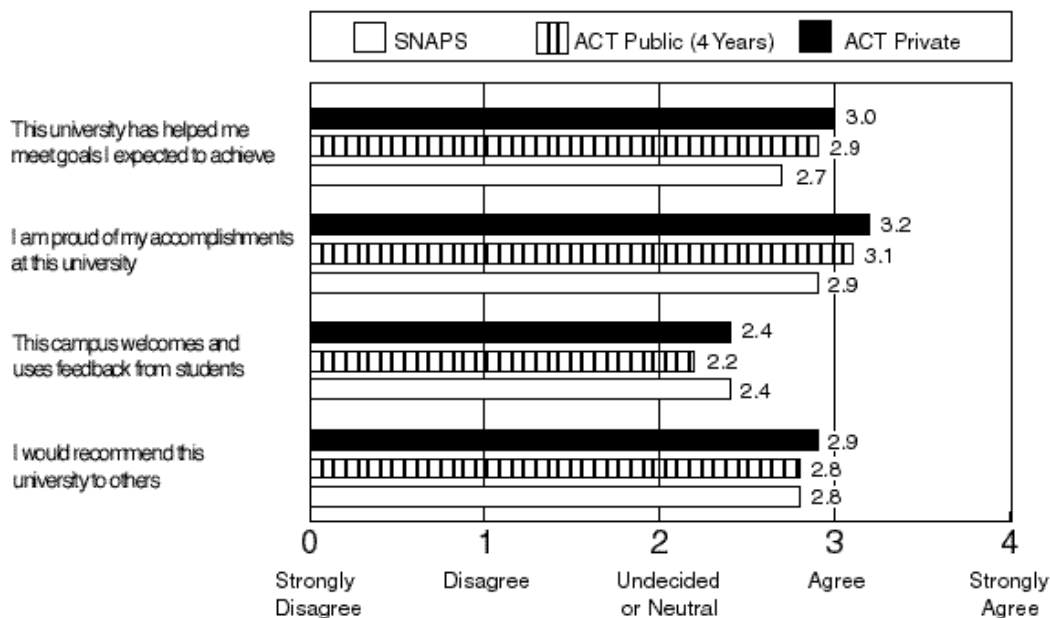 SNAPS ACT Public (4 Years) ACT Private
This university has helped me
meet goals I expected to achieve
3.0
2.9
2.7
I am proud of my accomplishments
at this university
3.2
3.1
2.9
This campus welcomes and
uses feedback from students
2.4
2.2
2.4
I would recommend this
university to others
2.9
2.8
2.8
0 1 2 3 4
Strongly Disagree Undecided Agree Strongly
Disagree or Neutral Agree